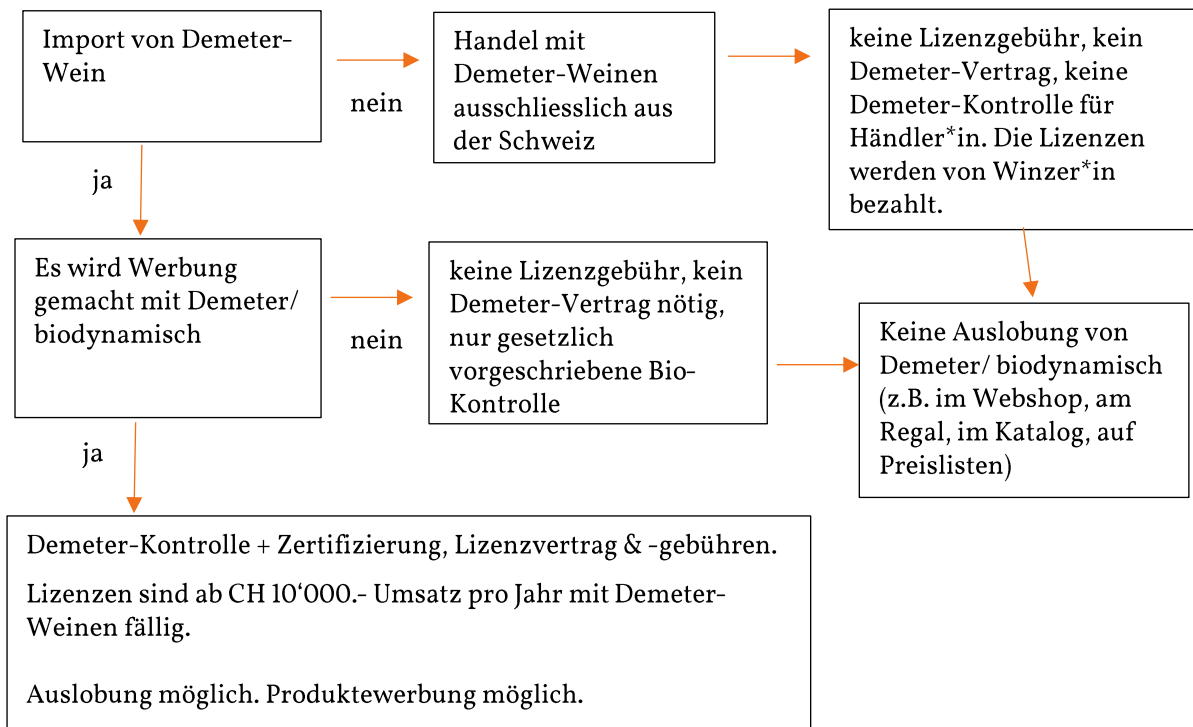 Import von Demeter-
Wein
nein
Handel mit
Demeter-Weinen
ausschliesslich aus
der Schweiz
keine Lizenzgebühr, kein
Demeter-Vertrag, keine
Demeter-Kontrolle für
Händler*in. Die Lizenzen
werden von Winzer*in
bezahlt.
ja
Es wird Werbung
gemacht mit Demeter/
biodynamisch
nein
keine Lizenzgebühr, kein
Demeter-Vertrag nötig,
nur gesetzlich
vorgeschriebene Bio-
Kontrolle
Keine Auslobung von
Demeter/ biodynamisch
(z.B. im Webshop, am
Regal, im Katalog, auf
Preislisten)
ja
Demeter-Kontrolle + Zertifizierung, Lizenzvertrag & -gebühren.
Lizenzen sind ab CH 10‘000.- Umsatz pro Jahr mit Demeter-
Weinen fällig.
Auslobung möglich. Produktewerbung möglich.